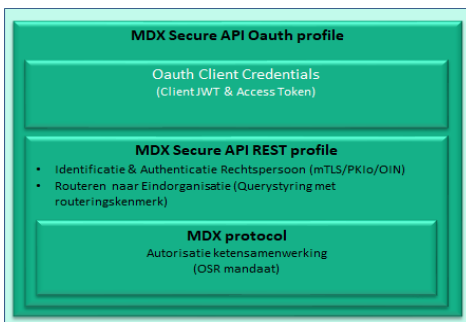 MDX Secure API Oauth profile
Oauth Client Credentials
(Client JWT & Access Token)
MDX Secure API REST profile
• Identificatie & Authenticatie Rechtspersoon (mTLS/PKIo/OIN)
• Routeren naar Eindorganisatie (Querystyring met
routeringskenmerk)
MDX protocol
Autorisatie ketensamenwerking
(OSR mandaat)